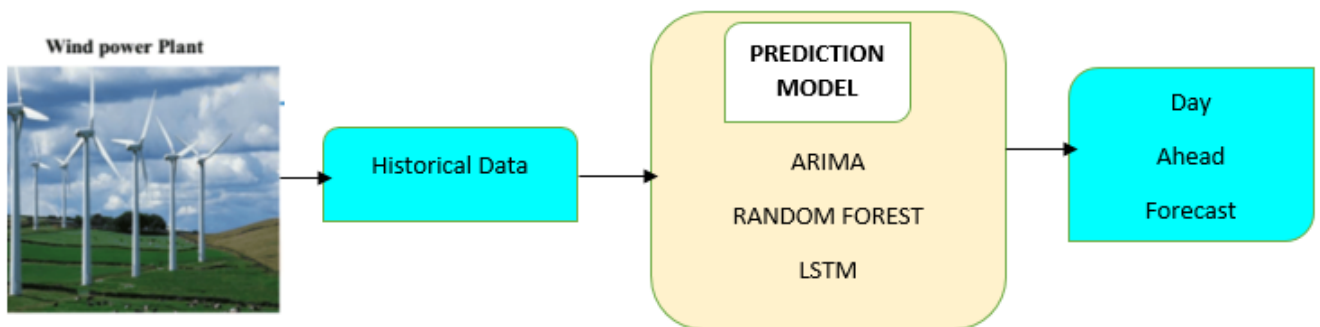 Wind power Plant
Historical Data
PREDICTION
MODEL
ARIMA
RANDOM FOREST
LSTM
Day
Ahead
Forecast